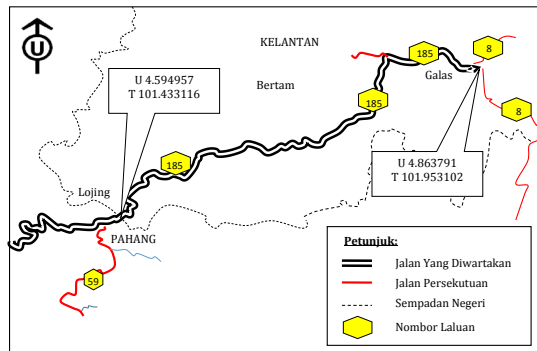 U
KELANTAN
Bertam
185
8
Galas
U 4.594957
T 101.433116
185
8
185
U 4.863791
T 101.953102
Lojing
PAHANG
59
Petunjuk:
Jalan Yang Diwartakan
Jalan Persekutuan
Sempadan Negeri
Nombor Laluan